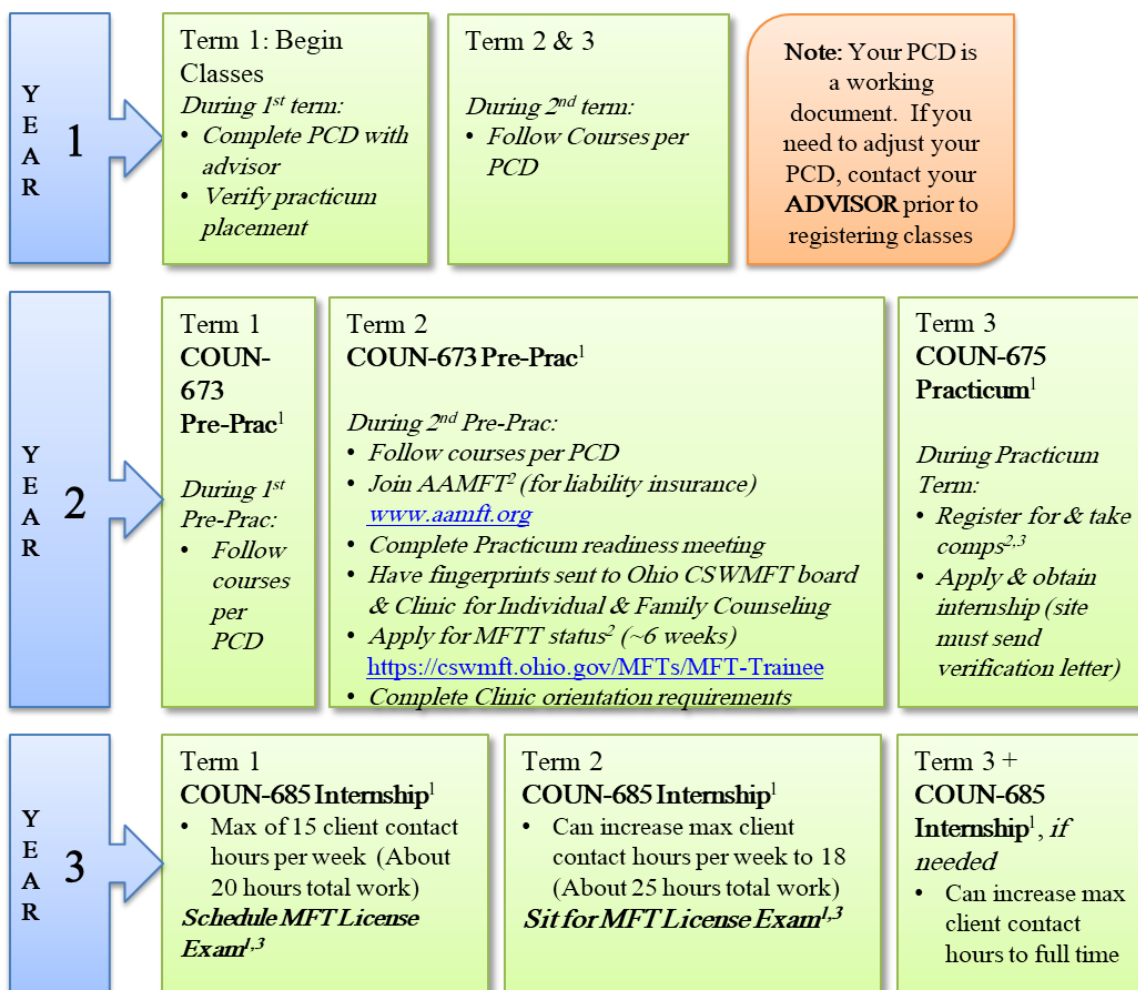 YEAR 1
Term 1: Begin
Classes
During 1st term:
• Complete PCD with
advisor
• Verify practicum
placement
Term 2 & 3
During 2nd term:
• Follow Courses per
PCD
Note: Your PCD is
a working
document. If you
need to adjust your
PCD, contact your
ADVISOR prior to
registering classes
YEAR 2
Term 1
COUN-
673
Pre-Prac1
During 1st
Pre-Prac:
• Follow
courses
per
PCD
Term 2
COUN-673 Pre-Prac1
During 2nd Pre-Prac:
• Follow courses per PCD
• Join AAMFT2 (for liability insurance)
www.aamft.org
• Complete Practicum readiness meeting
• Have fingerprints sent to Ohio CSWMFT board
& Clinic for Individual & Family Counseling
• Apply for MFTT status2 (~6 weeks)
https://cswmft.ohio.gov/MFTs/MFT-Trainee
• Complete Clinic orientation requirements
Term 3
COUN-675
Practicum1
During Practicum
Term:
• Register for & take
comps2,3
• Apply & obtain
internship (site
must send
verification letter)
YEAR 3
Term 1
COUN-685 Internship1
• Max of 15 client contact
hours per week (About
20 hours total work)
Schedule MFT License
Exam1,3
Term 2
COUN-685 Internship1
• Can increase max client
contact hours per week to 18
(About 25 hours total work)
Sit for MFT License Exam1,3
Term 3 +
COUN-685
Internship1, if
needed
• Can increase max
client contact
hours to full time